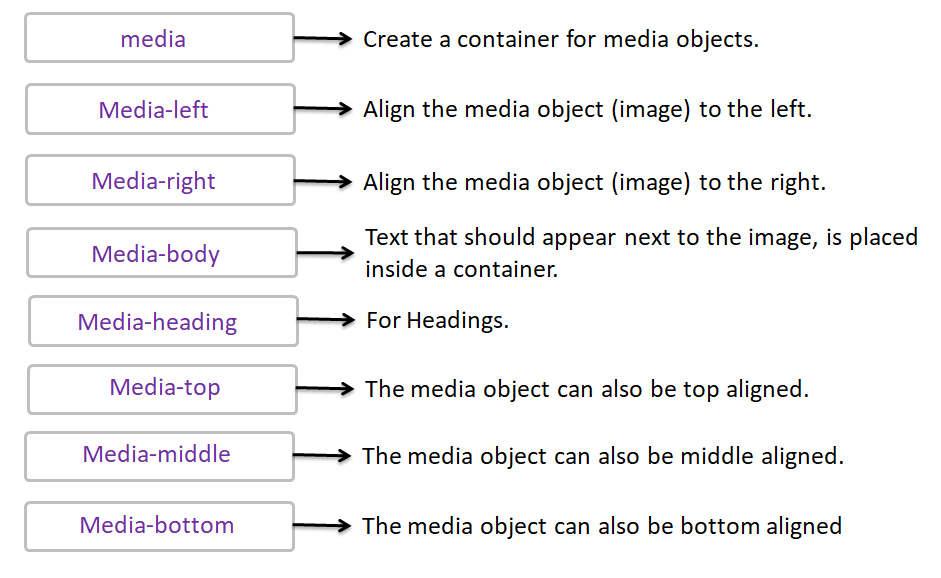 media
Create a container for media objects.
Media-left
Align the media object (image) to the left.
Media-right
Align the media object (image) to the right.
Media-body
Text that should appear next to the image, is placed
inside a container.
Media-heading
For Headings.
Media-top
The media object can also be top aligned.
Media-middle
The media object can also be middle aligned.
Media-bottom
The media object can also be bottom aligned